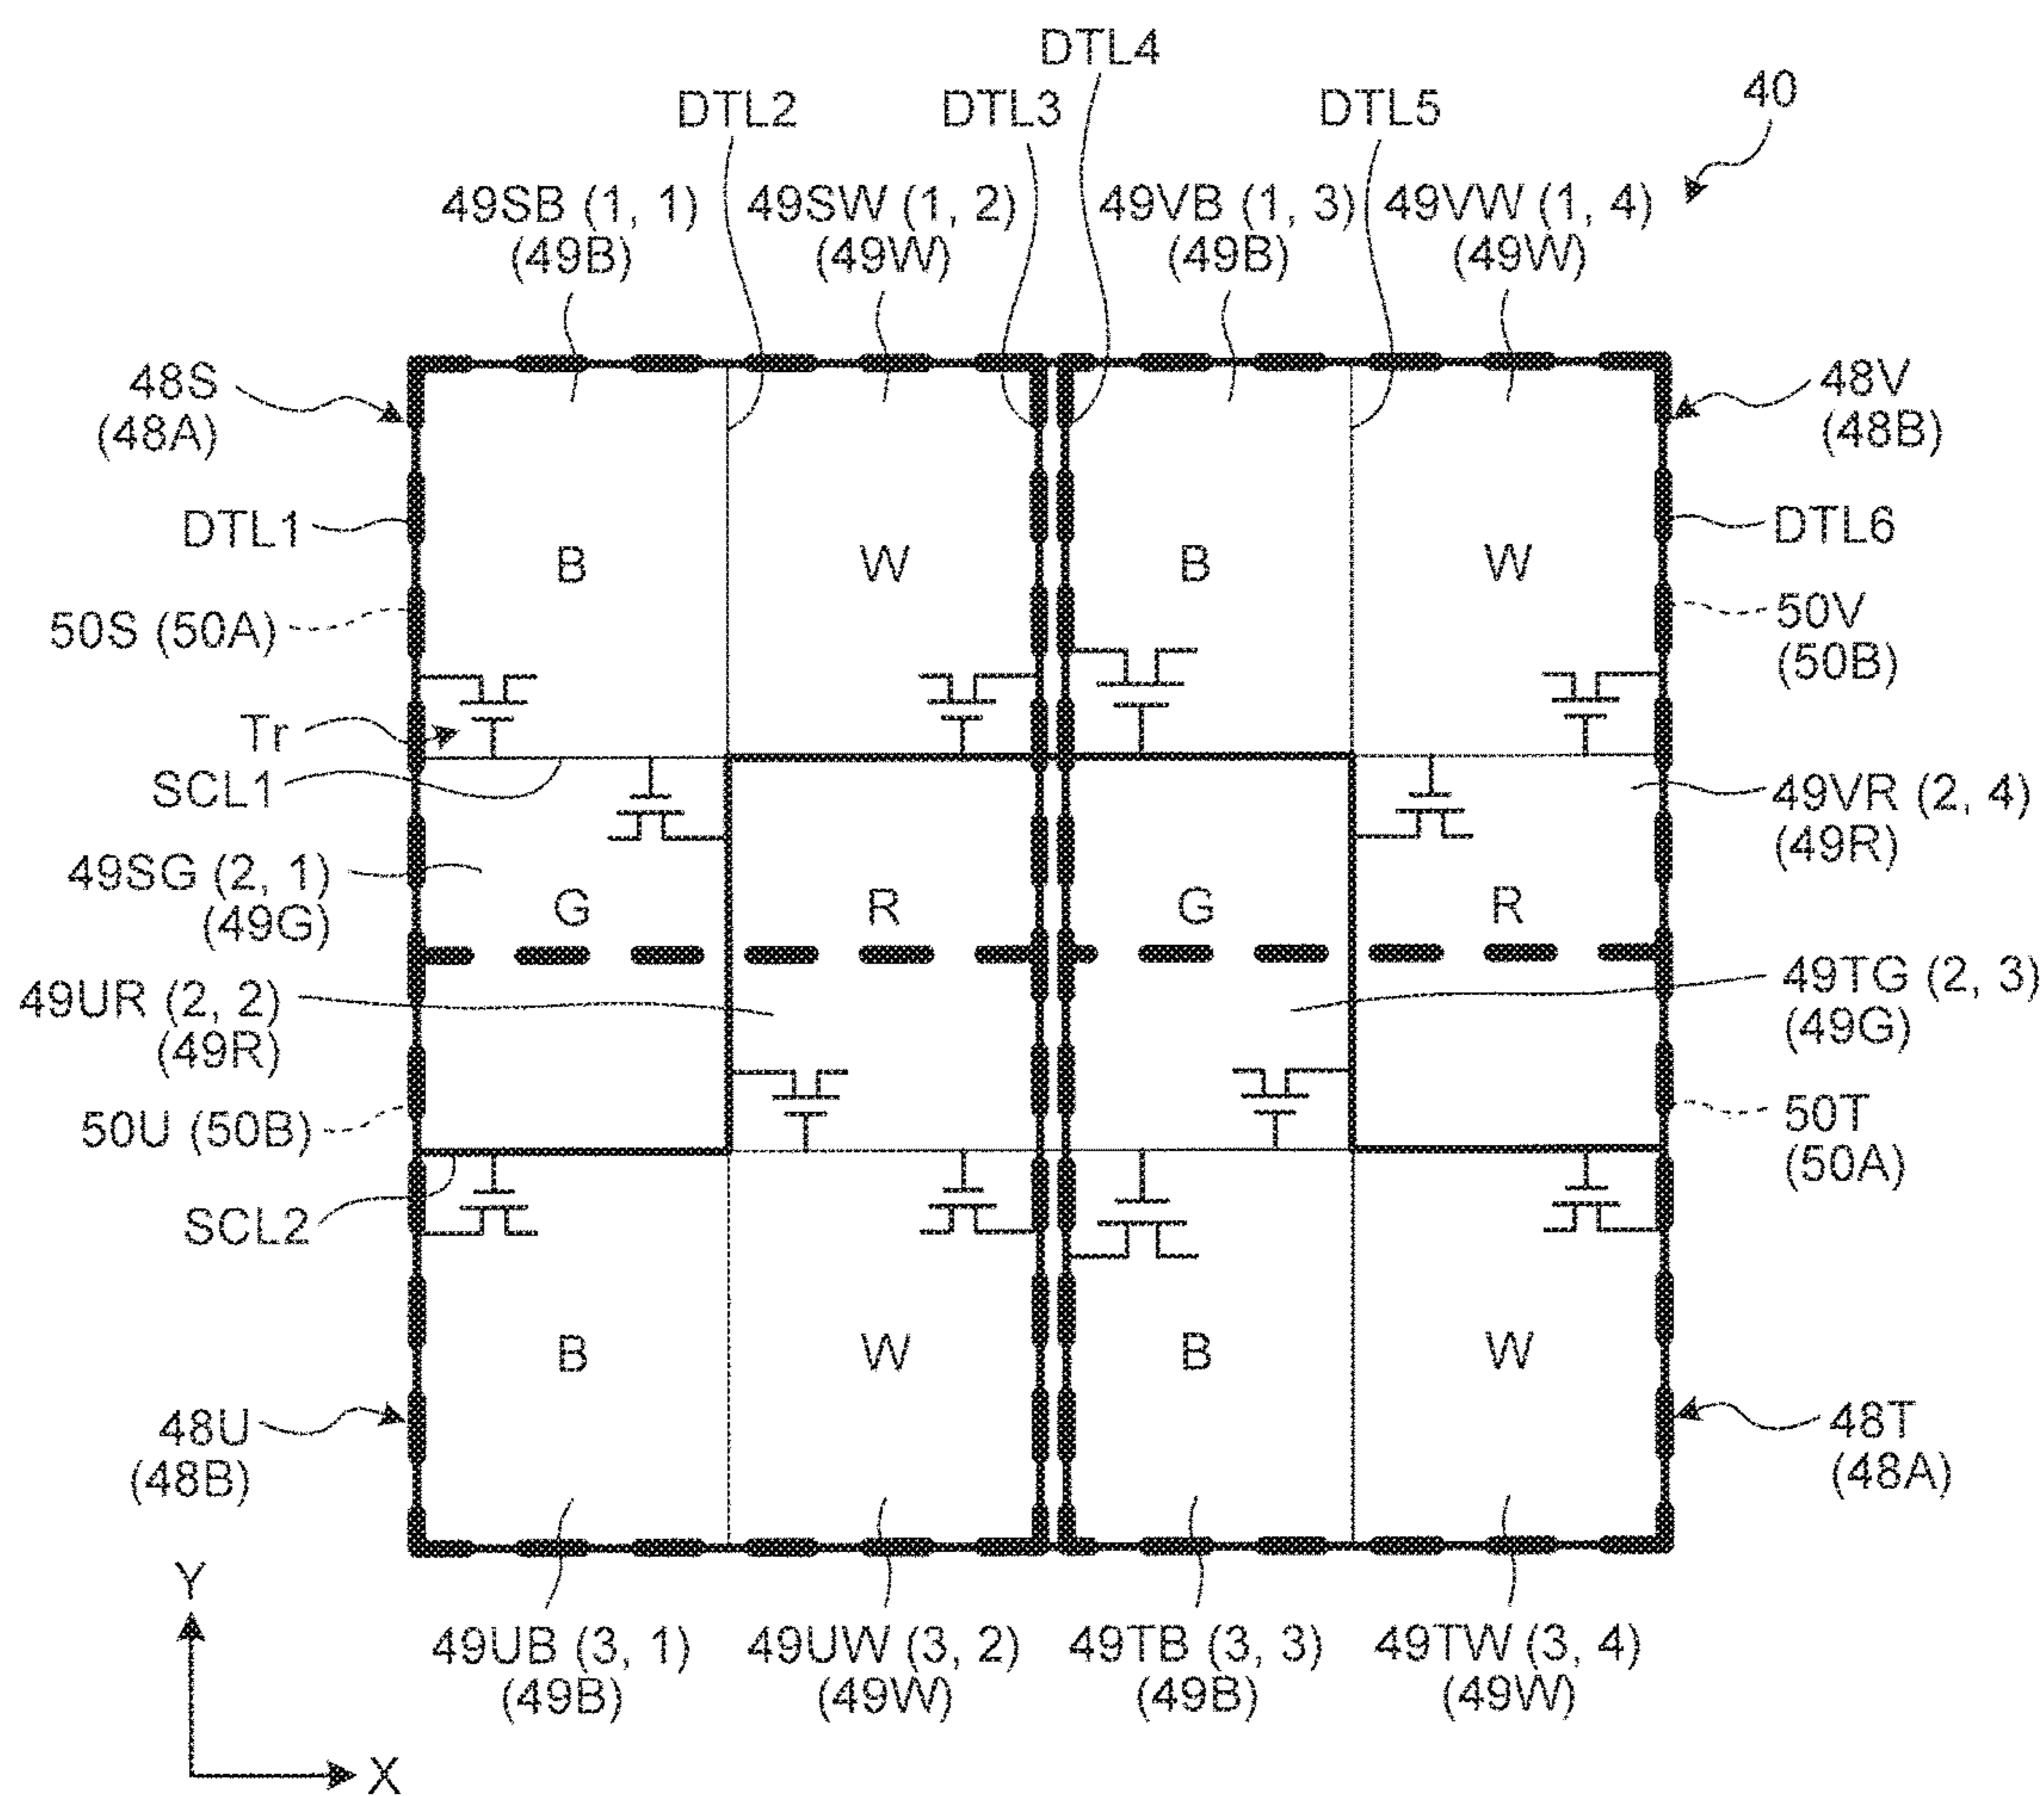 DTL4
40
DTL2
DTL3
DTL5
49SB (1, 1)
(49B)
49SW (1, 2)
(49W)
49VB (1, 3)
(49B)
49VW (1, 4)
(49W)
48S
(48A)
48V
(48B)
DTL1
DTL6
B
W
B
W
50S (50A)
50V
(50B)
Tr
SCL1
49VR (2, 4)
(49R)
49SG (2, 1)
(49G)
G
R
G
R
49UR (2, 2)
(49R)
49TG (2, 3)
(49G)
50U (50B)
50T
(50A)
SCL2
B
W
B
W
48U
(48B)
48T
(48A)
49UB (3, 1)
(49B)
49UW (3, 2)
(49W)
49TB (3, 3)
(49B)
49TW (3, 4)
(49W)
Y
X